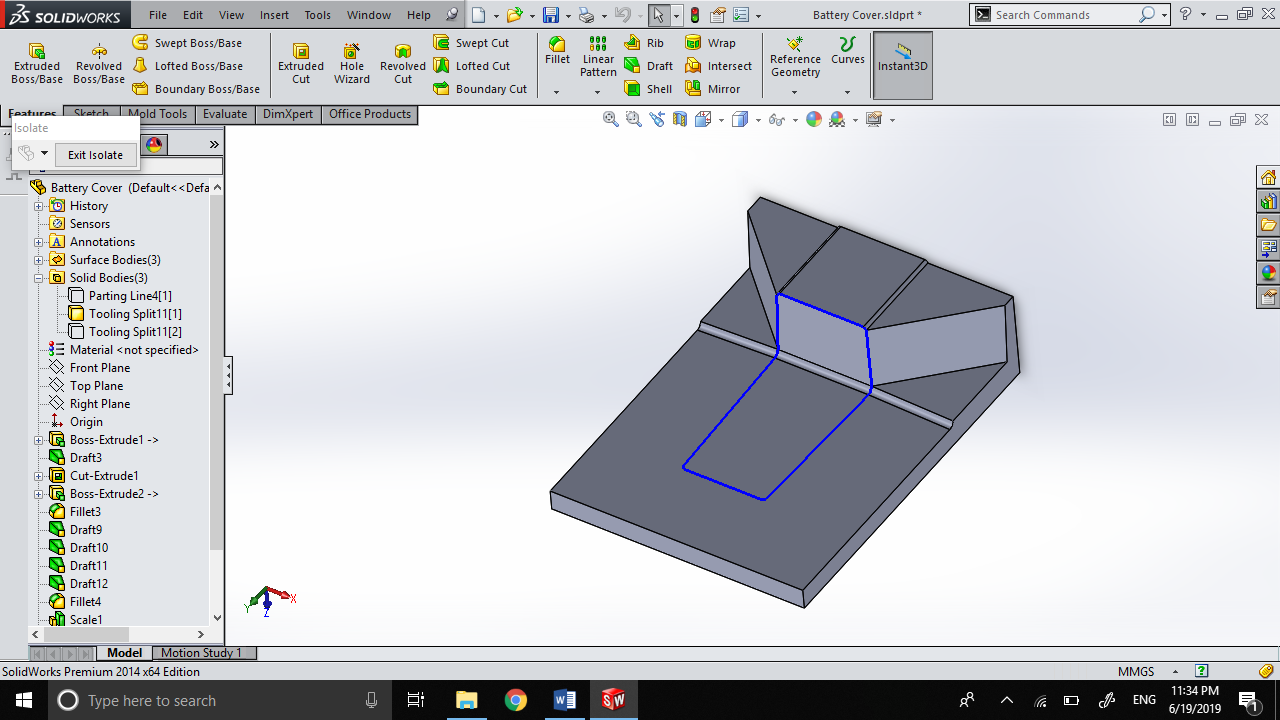 SOLIDWORKS File Edit View Insert Tools Window Help Battery Cover.sldprt * Search Commands
Extruded Boss/Base
Revolved Boss/Base
Swept Boss/Base
Lofted Boss/Base
Boundary Boss/Base
Extruded Cut
Hole Wizard
Revolved Cut
Swept Cut
Lofted Cut
Boundary Cut
Fillet
Linear Pattern
Rib
Draft
Shell
Wrap
Intersect
Mirror
Reference Geometry
Curves
Instant3D
Features Sketch Mold Tools Evaluate DimXpert Office Products
Isolate
Exit Isolate
Battery Cover (Default<<Defa
History
Sensors
Annotations
Surface Bodies(3)
Solid Bodies(3)
Parting Line4[1]
Tooling Split11[1]
Tooling Split11[2]
Material <not specified>
Front Plane
Top Plane
Right Plane
Origin
Boss-Extrude1 ->
Draft3
Cut-Extrude1
Boss-Extrude2 ->
Fillet3
Draft9
Draft10
Draft11
Draft12
Fillet4
Scale1
X
Y
Z
Model Motion Study 1
SolidWorks Premium 2014 x64 Edition MMGS
Type here to search
ENG
11:34 PM
6/19/2019
1